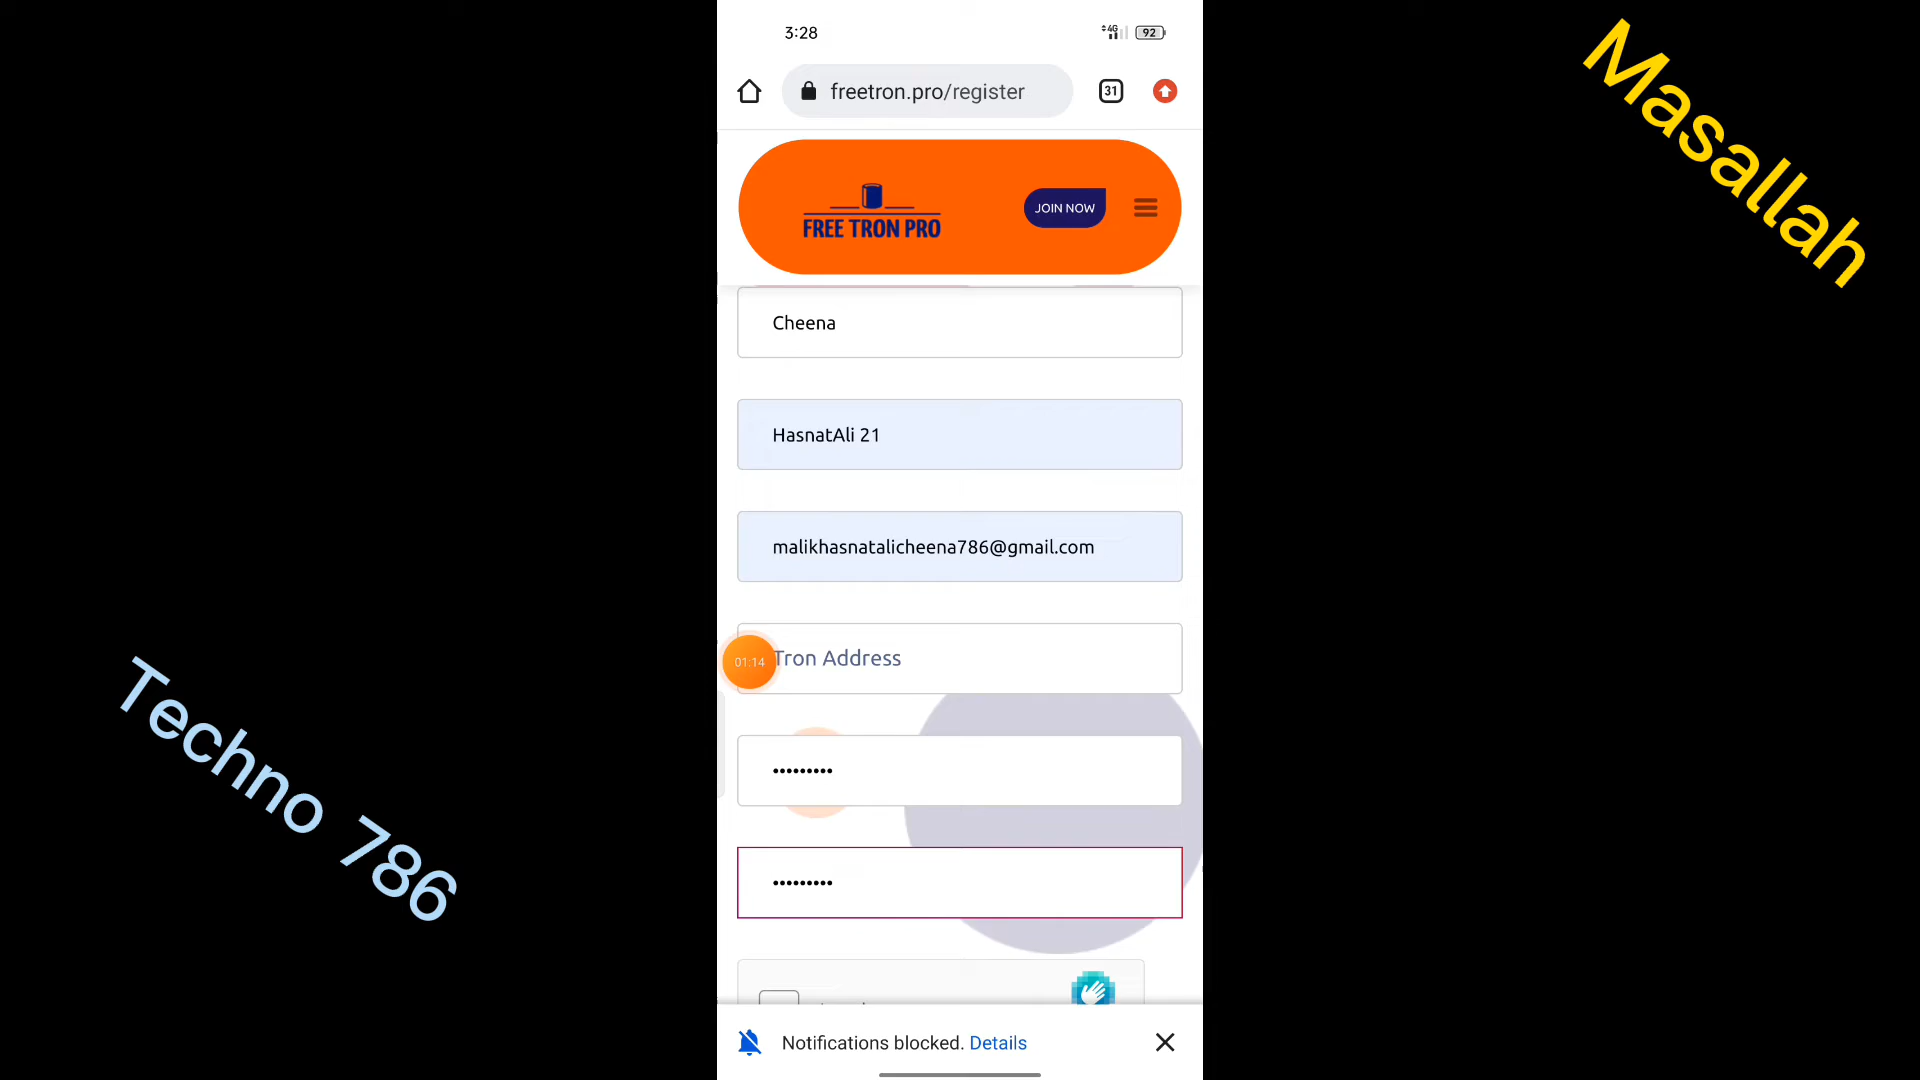 3:28
4G
92
freetron.pro/register
31
FREE TRON PRO
JOIN NOW
Cheena
HasnatAli 21
malikhasnatalicheena786@gmail.com
01:14
Tron Address
•••••••••
•••••••••
Notifications blocked. Details
Masallah
Techno 786